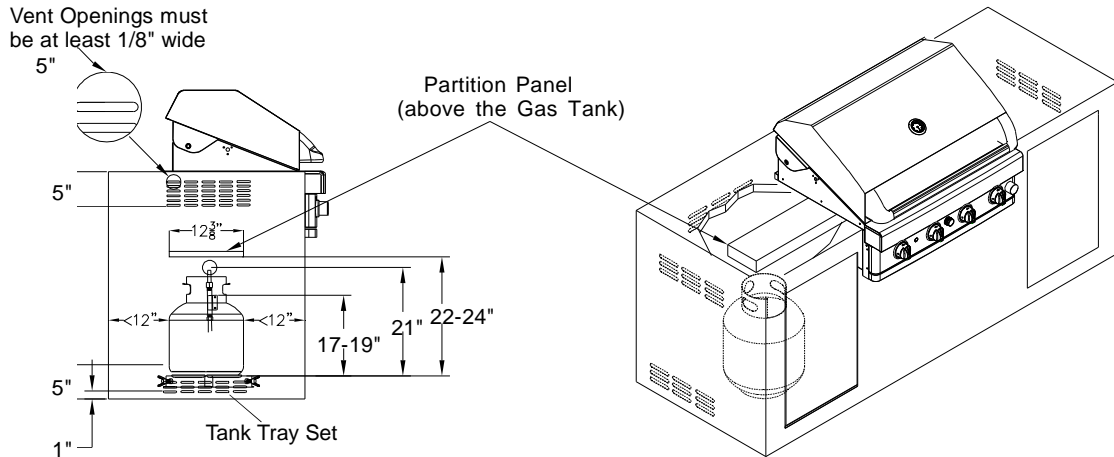 Vent Openings must
be at least 1/8" wide
5"
Partition Panel
(above the Gas Tank)
5"
12 3/8"
<12"
<12"
17-19"
21"
22-24"
5"
1"
Tank Tray Set